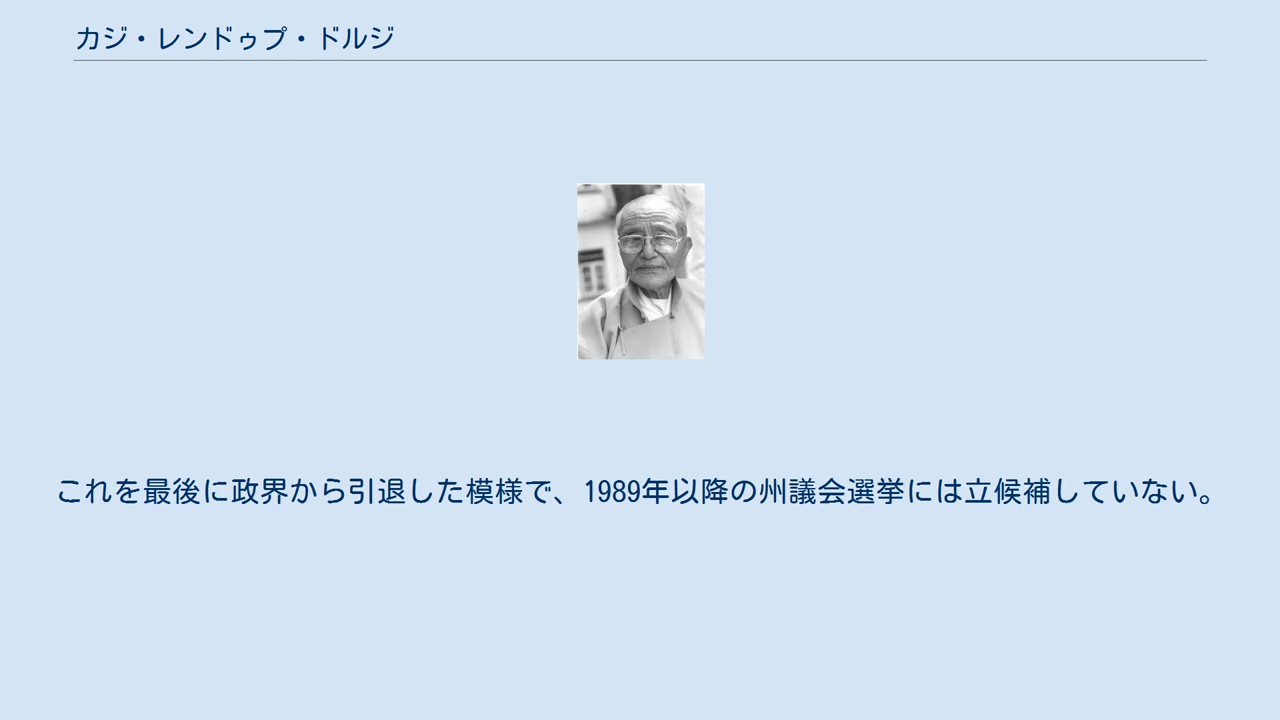 カジ・レンドゥプ・ドルジ
これを最後に政界から引退した模様で、1989年以降の州議会選挙には立候補していない。